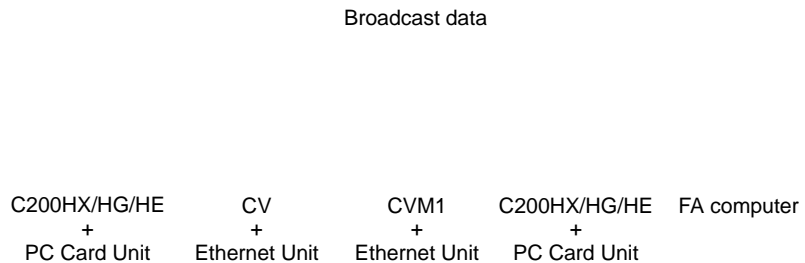 Broadcast data
C200HX/HG/HE CV CVM1 C200HX/HG/HE FA computer
+ + + +
PC Card Unit Ethernet Unit Ethernet Unit PC Card Unit